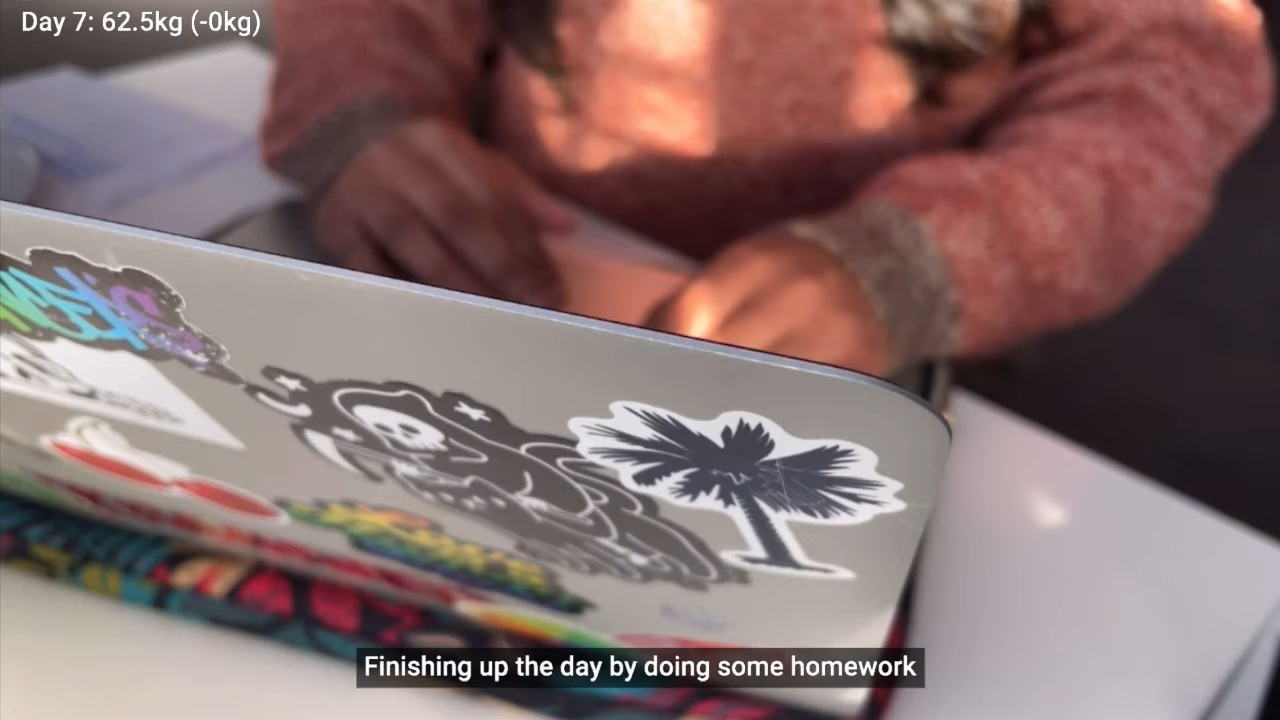 Day 7: 62.5kg (-0kg)
Finishing up the day by doing some homework